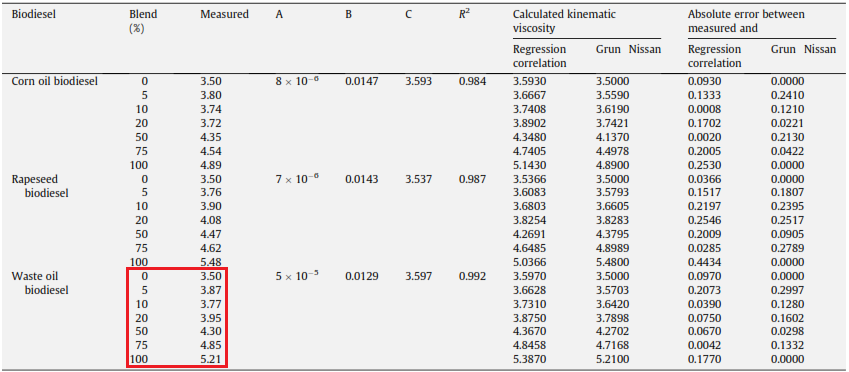 Biodiesel Blend (%) Measured A B C R² Calculated kinematic viscosity Absolute error between measured and
Regression correlation Grun Nissan Regression correlation Grun Nissan
Corn oil biodiesel 0 3.50 8 × 10⁻⁶ 0.0147 3.593 0.984 3.5930 3.5000 0.0930 0.0000
5 3.80 3.6667 3.5590 0.1333 0.2410
10 3.74 3.7408 3.6190 0.0008 0.1210
20 3.72 3.8902 3.7421 0.1702 0.0221
50 4.35 4.3480 4.1370 0.0020 0.2130
75 4.54 4.7405 4.4978 0.2005 0.0422
100 4.89 5.1430 4.8900 0.2530 0.0000
Rapeseed biodiesel 0 3.50 7 × 10⁻⁶ 0.0143 3.537 0.987 3.5366 3.5000 0.0366 0.0000
5 3.76 3.6083 3.5793 0.1517 0.1807
10 3.90 3.6803 3.6605 0.2197 0.2395
20 4.08 3.8254 3.8283 0.2546 0.2517
50 4.47 4.2691 4.3795 0.2009 0.0905
75 4.62 4.6485 4.8989 0.0285 0.2789
100 5.48 5.0366 5.4800 0.4434 0.0000
Waste oil biodiesel 0 3.50 5 × 10⁻⁵ 0.0129 3.597 0.992 3.5970 3.5000 0.0970 0.0000
5 3.87 3.6628 3.5703 0.2073 0.2997
10 3.77 3.7310 3.6420 0.0390 0.1280
20 3.95 3.8750 3.7898 0.0750 0.1602
50 4.30 4.3670 4.2702 0.0670 0.0298
75 4.85 4.8458 4.7168 0.0042 0.1332
100 5.21 5.3870 5.2100 0.1770 0.0000